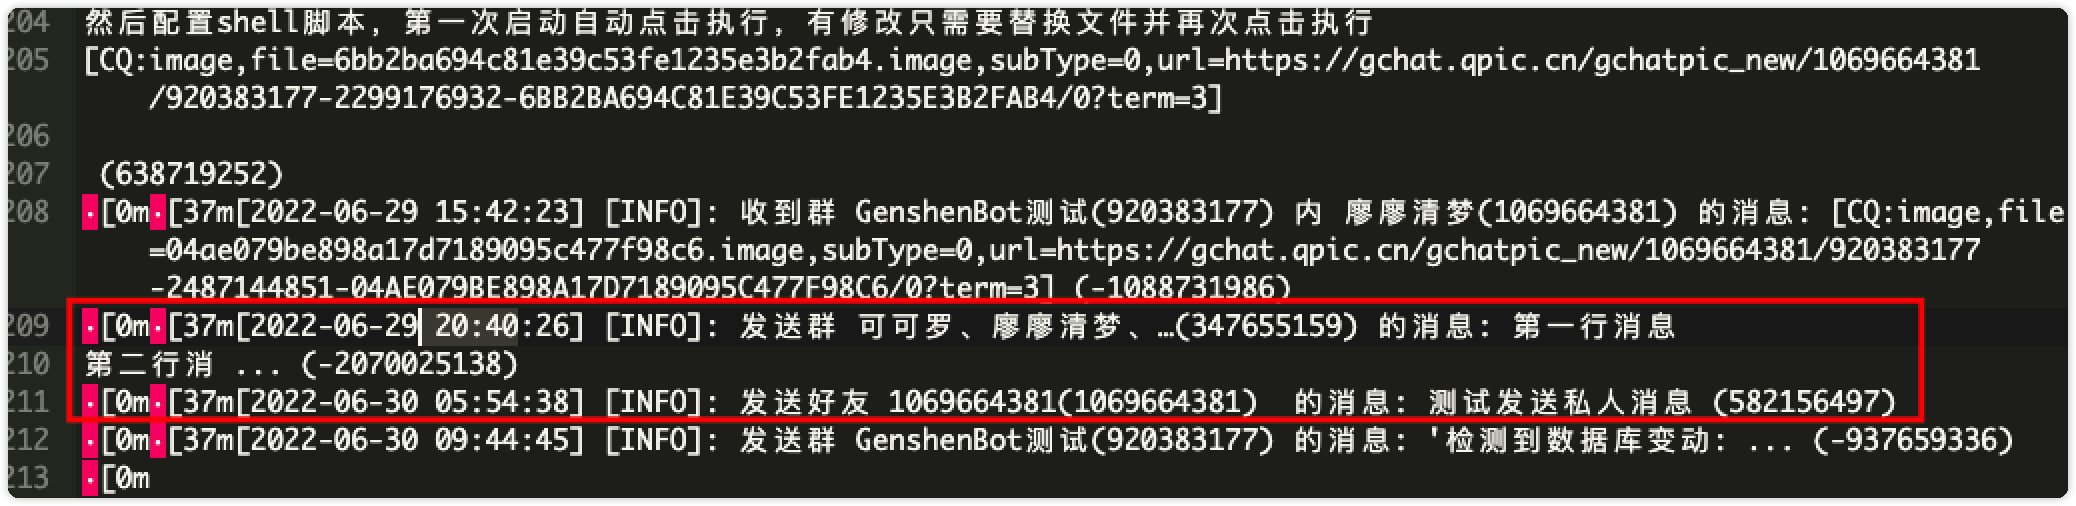 204 然后配置shell脚本，第一次启动自动点击执行，有修改只需要替换文件并再次点击执行
205 [CQ:image,file=6bb2ba694c81e39c53fe1235e3b2fab4.image,subType=0,url=https://gchat.qpic.cn/gchatpic_new/1069664381
/920383177-2299176932-6BB2BA694C81E39C53FE1235E3B2FAB4/0?term=3]
206
207 (638719252)
208 ·[0m·[37m[2022-06-29 15:42:23] [INFO]: 收到群 GenshenBot测试(920383177) 内 廖廖清梦(1069664381) 的消息: [CQ:image,file
=04ae079be898a17d7189095c477f98c6.image,subType=0,url=https://gchat.qpic.cn/gchatpic_new/1069664381/920383177
-2487144851-04AE079BE898A17D7189095C477F98C6/0?term=3] (-1088731986)
209 ·[0m·[37m[2022-06-29 20:40:26] [INFO]: 发送群 可可罗、廖廖清梦、…(347655159) 的消息: 第一行消息
210 第二行消 ... (-2070025138)
211 ·[0m·[37m[2022-06-30 05:54:38] [INFO]: 发送好友 1069664381(1069664381)  的消息: 测试发送私人消息 (582156497)
212 ·[0m·[37m[2022-06-30 09:44:45] [INFO]: 发送群 GenshenBot测试(920383177) 的消息: '检测到数据库变动: ... (-937659336)
213 ·[0m